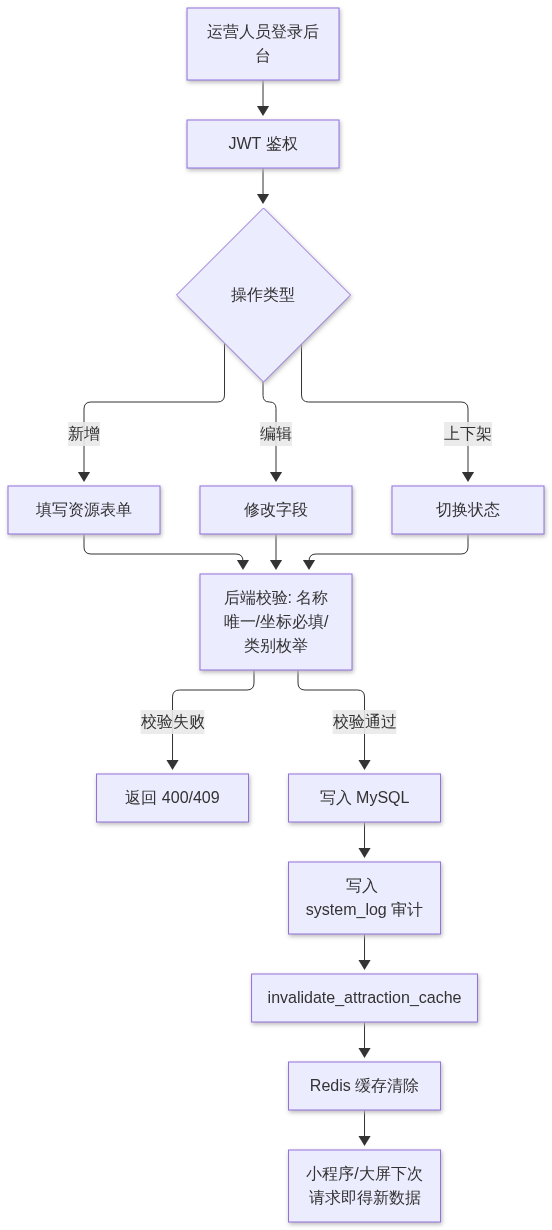 运营人员登录后
台
JWT 鉴权
操作类型
新增
编辑
上下架
填写资源表单
修改字段
切换状态
后端校验: 名称
唯一/坐标必填/
类别枚举
校验失败
校验通过
返回 400/409
写入 MySQL
写入
system_log 审计
invalidate_attraction_cache
Redis 缓存清除
小程序/大屏下次
请求即得新数据